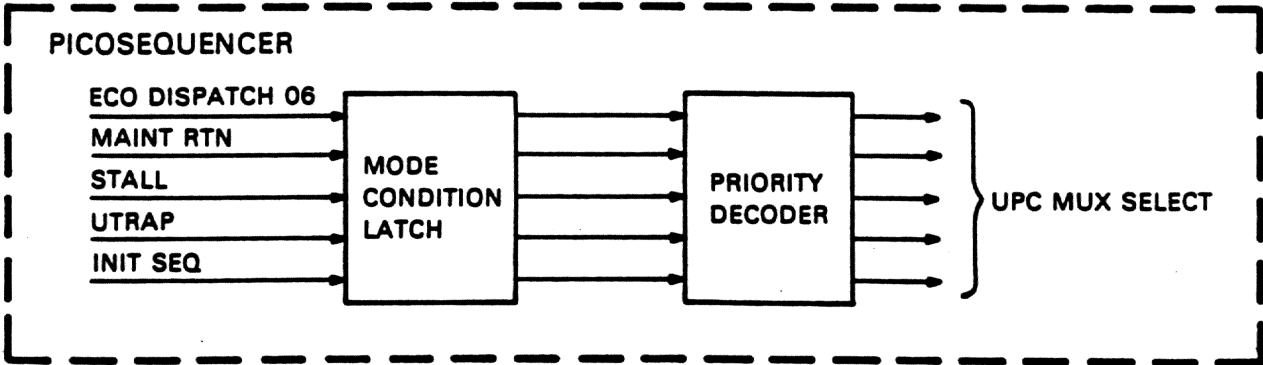 PICOSEQUENCER
ECO DISPATCH 06
MAINT RTN
STALL
UTRAP
INIT SEQ
MODE
CONDITION
LATCH
PRIORITY
DECODER
UPC MUX SELECT